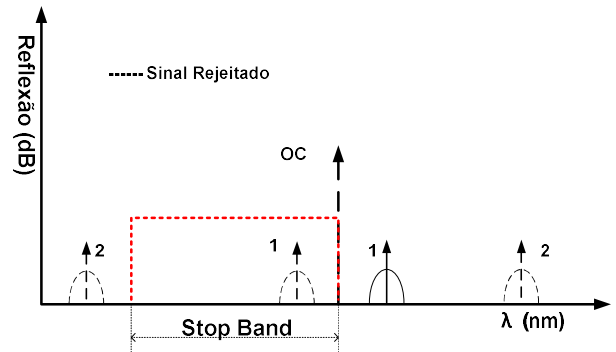 Reflexão (dB)
Sinal Rejeitado
OC
2
1
1
2
Stop Band
λ (nm)